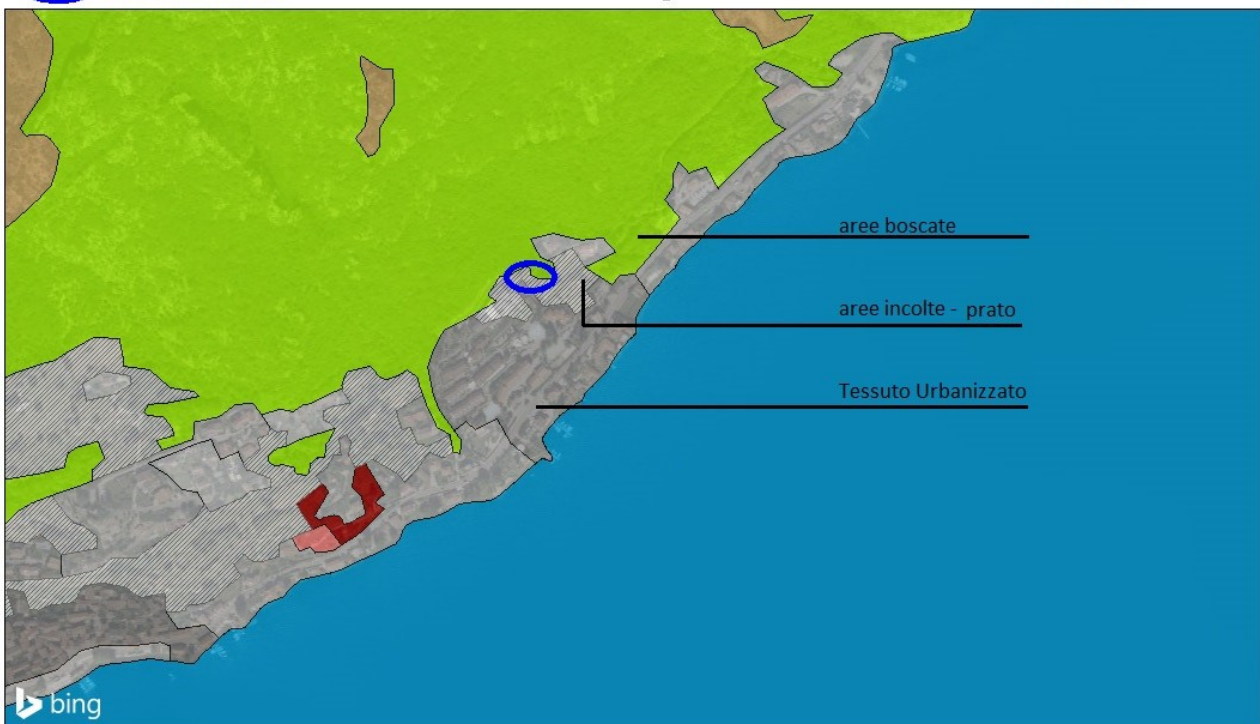 aree boscate
aree incolte - prato
Tessuto Urbanizzato
bing